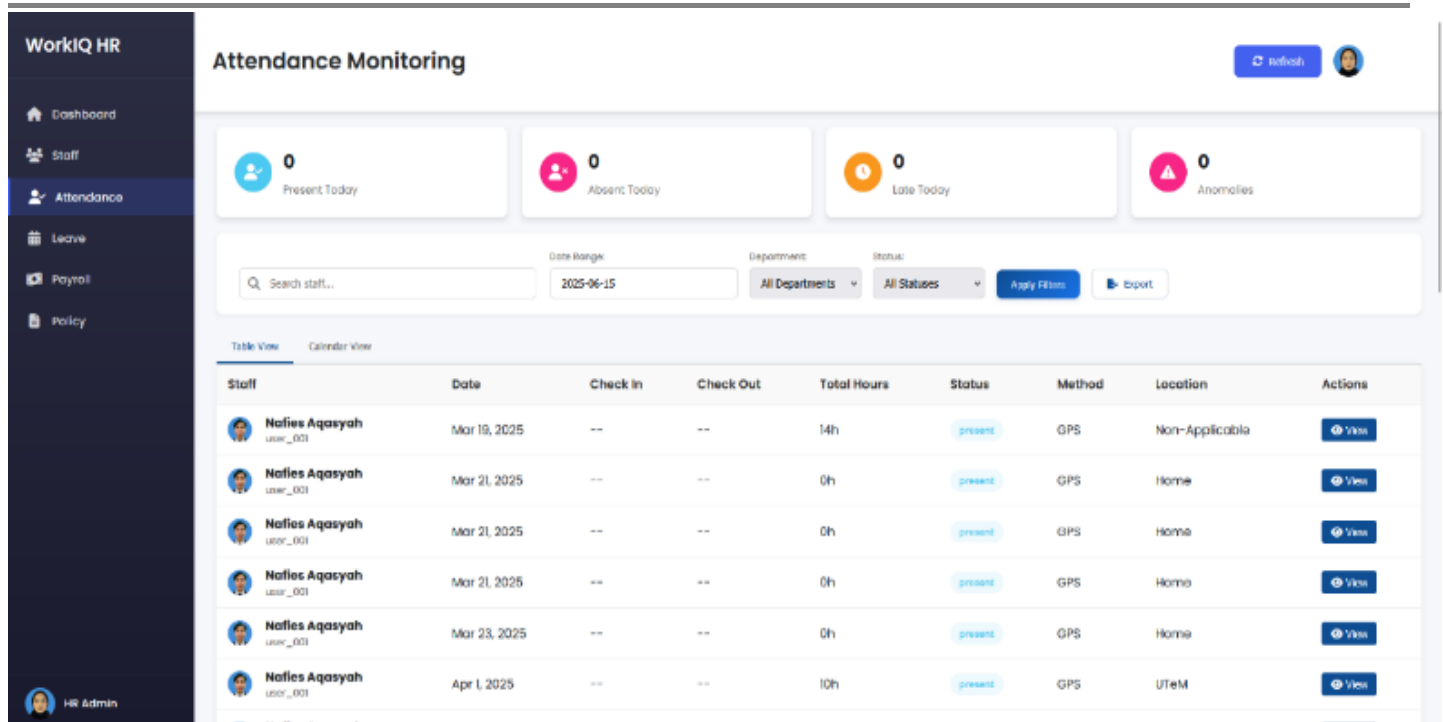 WorkIQ HR
Attendance Monitoring
Refresh
Dashboard
Staff
Attendance
Leave
Payroll
Policy
HR Admin
0
Present Today
0
Absent Today
0
Late Today
0
Anomalies
Search staff...
Date Range:
2025-06-15
Department:
All Departments
Status:
All Statuses
Apply Filters
Export
Table View Calendar View
Staff Date Check In Check Out Total Hours Status Method Location Actions
Nafies Aqasyah Mar 19, 2025 -- -- 14h present GPS Non-Applicable View
user_001
Nafies Aqasyah Mar 21, 2025 -- -- 0h present GPS Home View
user_001
Nafies Aqasyah Mar 21, 2025 -- -- 0h present GPS Home View
user_001
Nafies Aqasyah Mar 21, 2025 -- -- 0h present GPS Home View
user_001
Nafies Aqasyah Mar 23, 2025 -- -- 0h present GPS Home View
user_001
Nafies Aqasyah Apr 1, 2025 -- -- 10h present GPS UTeM View
user_001